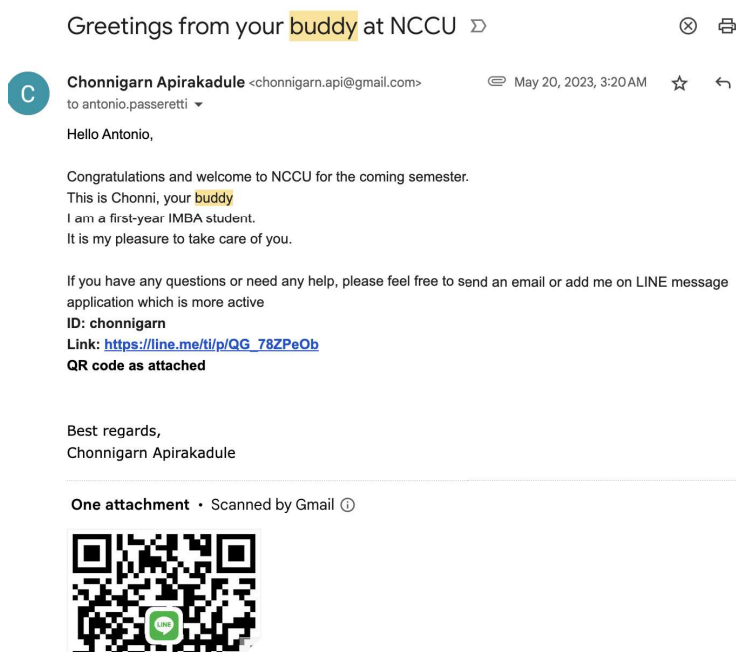 Greetings from your buddy at NCCU
Chonnigarn Apirakadule <chonnigarn.api@gmail.com> May 20, 2023, 3:20 AM
C
to antonio.passeretti
Hello Antonio,
Congratulations and welcome to NCCU for the coming semester.
This is Chonni, your buddy
I am a first-year IMBA student.
It is my pleasure to take care of you.
If you have any questions or need any help, please feel free to send an email or add me on LINE message
application which is more active
ID: chonnigarn
Link: https://line.me/ti/p/QG_78ZPeOb
QR code as attached
Best regards,
Chonnigarn Apirakadule
One attachment • Scanned by Gmail
LINE